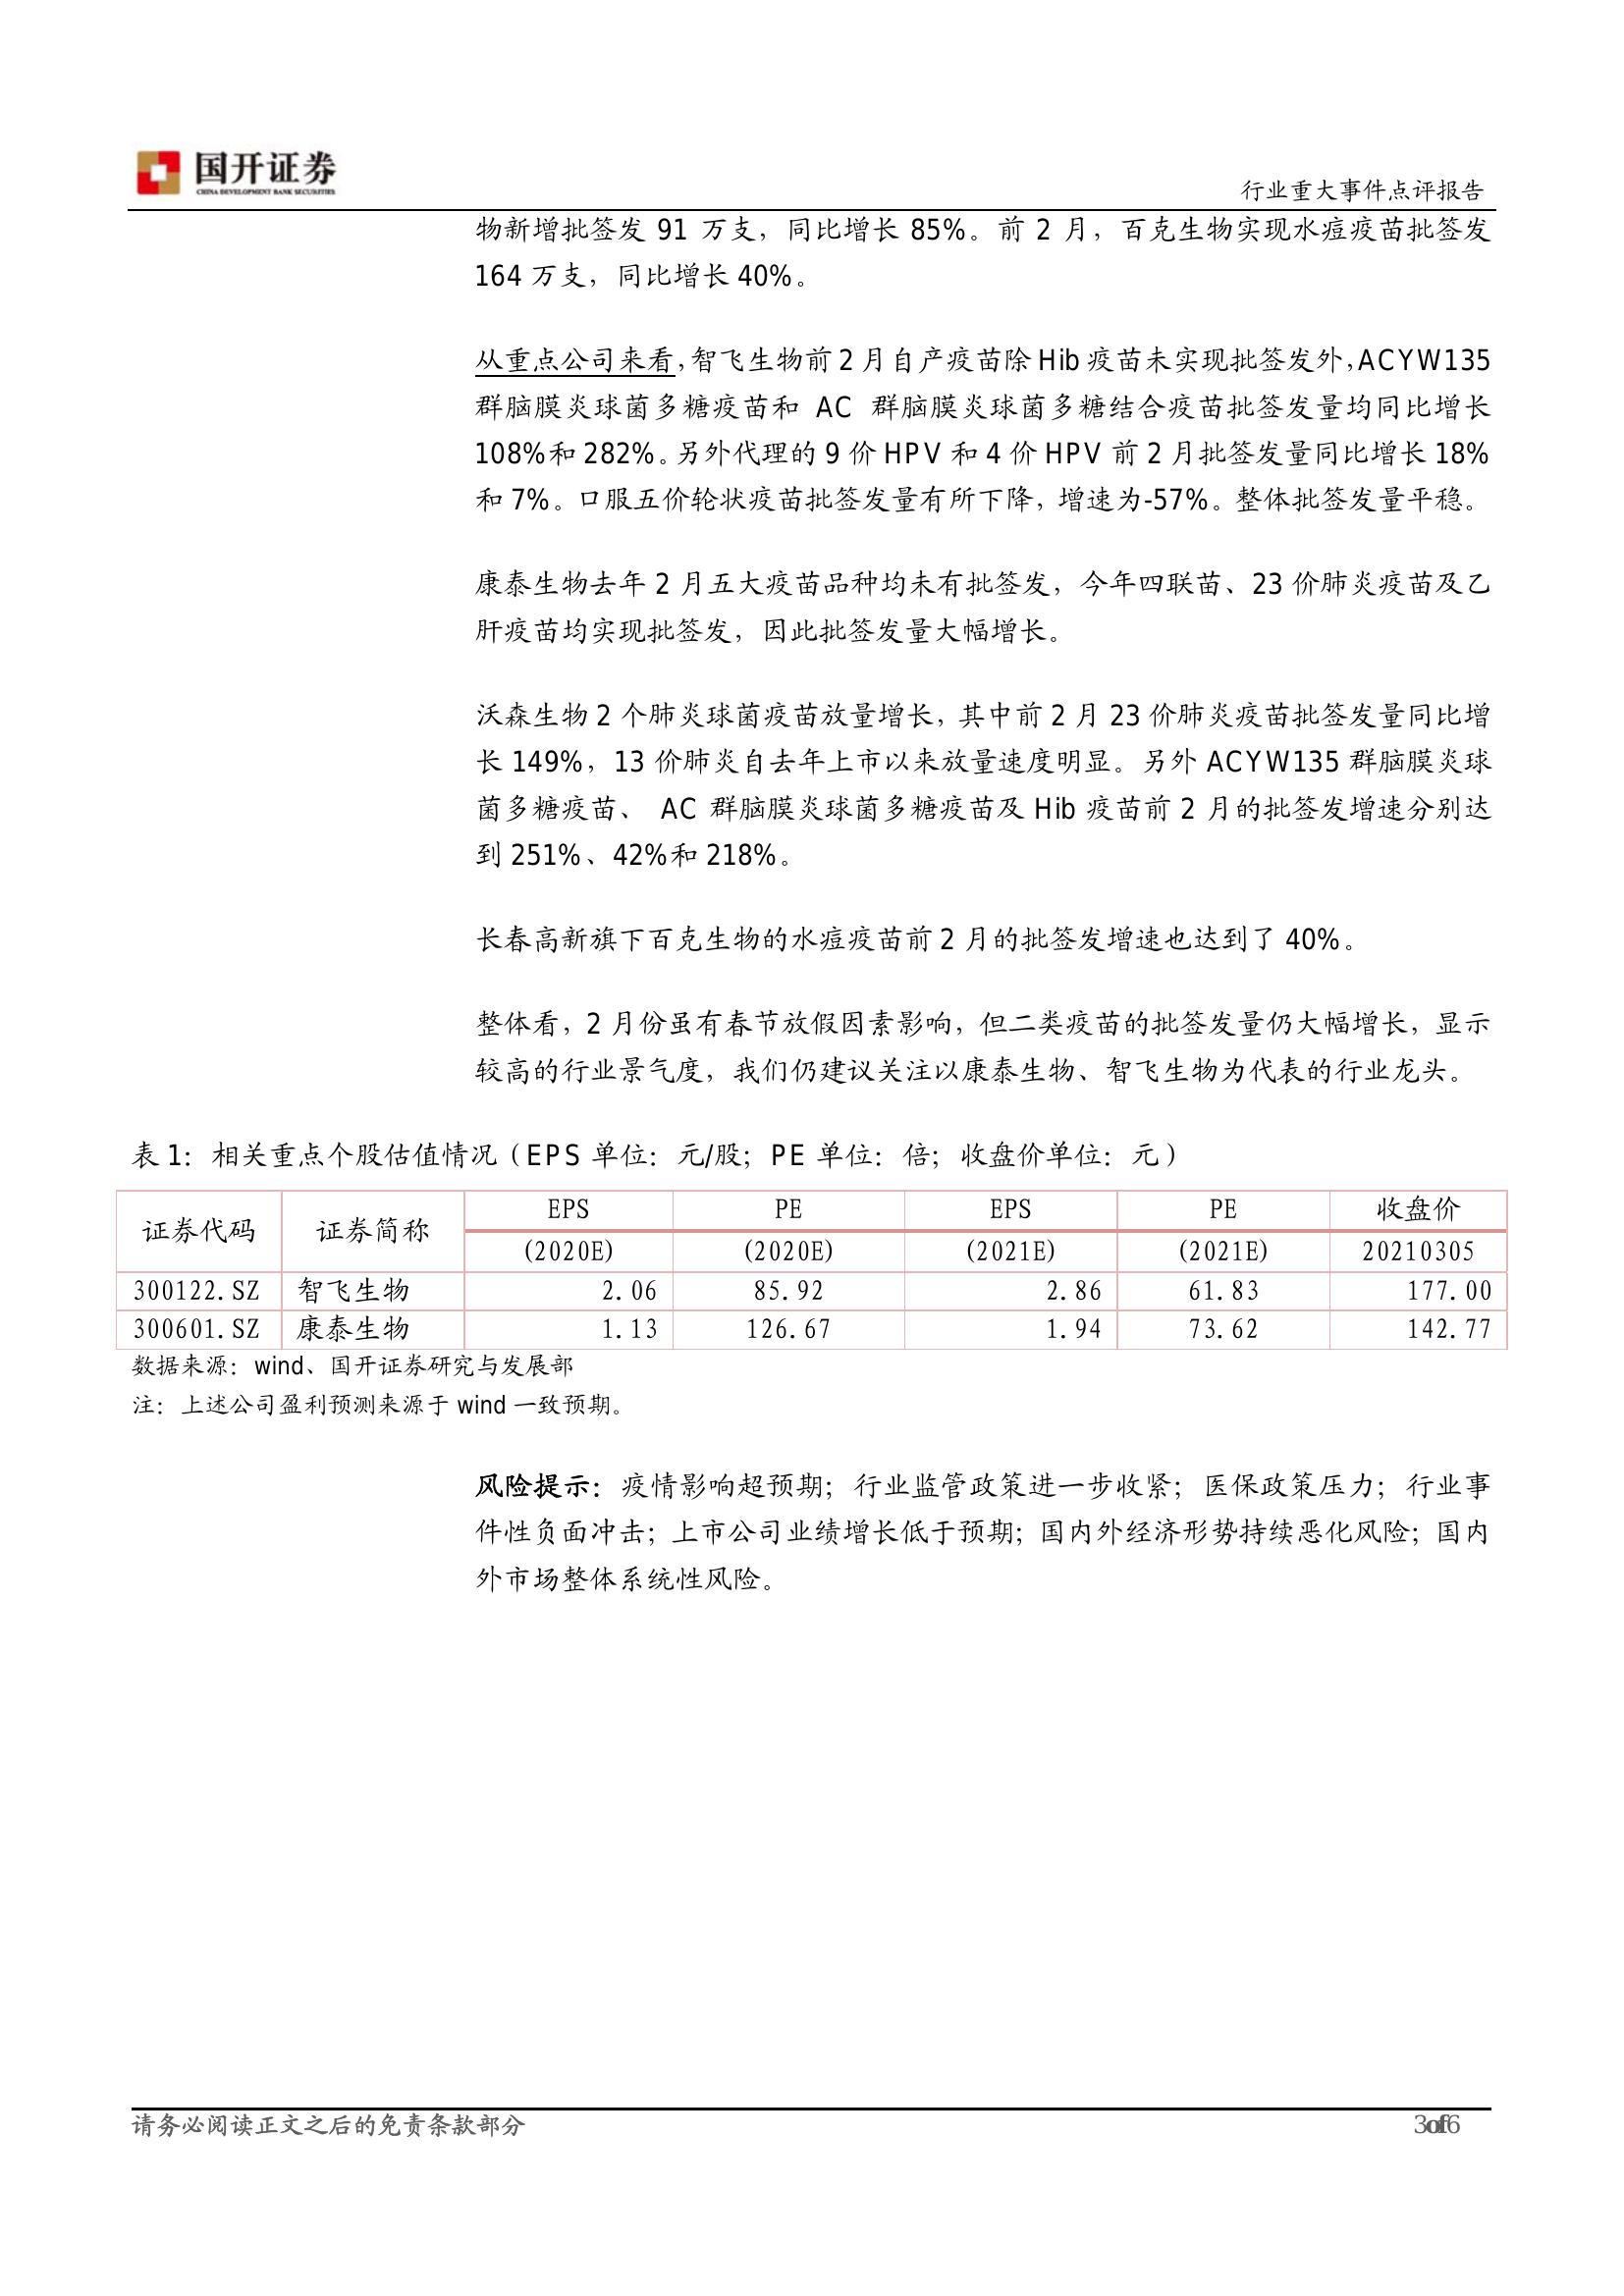 国开证券
CHINA DEVELOPMENT BANK SECURITIES
行业重大事件点评报告
物新增批签发 91 万支，同比增长 85%。前 2 月，百克生物实现水痘疫苗批签发
164 万支，同比增长 40%。
从重点公司来看，智飞生物前 2 月自产疫苗除 Hib 疫苗未实现批签发外，ACYW135
群脑膜炎球菌多糖疫苗和 AC 群脑膜炎球菌多糖结合疫苗批签发量均同比增长
108%和 282%。另外代理的 9 价 HPV 和 4 价 HPV 前 2 月批签发量同比增长 18%
和 7%。口服五价轮状疫苗批签发量有所下降，增速为-57%。整体批签发量平稳。
康泰生物去年 2 月五大疫苗品种均未有批签发，今年四联苗、23 价肺炎疫苗及乙
肝疫苗均实现批签发，因此批签发量大幅增长。
沃森生物 2 个肺炎球菌疫苗放量增长，其中前 2 月 23 价肺炎疫苗批签发量同比增
长 149%，13 价肺炎自去年上市以来放量速度明显。另外 ACYW135 群脑膜炎球
菌多糖疫苗、 AC 群脑膜炎球菌多糖疫苗及 Hib 疫苗前 2 月的批签发增速分别达
到 251%、42%和 218%。
长春高新旗下百克生物的水痘疫苗前 2 月的批签发增速也达到了 40%。
整体看，2 月份虽有春节放假因素影响，但二类疫苗的批签发量仍大幅增长，显示
较高的行业景气度，我们仍建议关注以康泰生物、智飞生物为代表的行业龙头。
表 1：相关重点个股估值情况（EPS 单位：元/股；PE 单位：倍；收盘价单位：元）
证券代码 证券简称 EPS PE EPS PE 收盘价
(2020E) (2020E) (2021E) (2021E) 20210305
300122.SZ 智飞生物 2.06 85.92 2.86 61.83 177.00
300601.SZ 康泰生物 1.13 126.67 1.94 73.62 142.77
数据来源：wind、国开证券研究与发展部
注：上述公司盈利预测来源于 wind 一致预期。
风险提示：疫情影响超预期；行业监管政策进一步收紧；医保政策压力；行业事
件性负面冲击；上市公司业绩增长低于预期；国内外经济形势持续恶化风险；国内
外市场整体系统性风险。
请务必阅读正文之后的免责条款部分
3of6